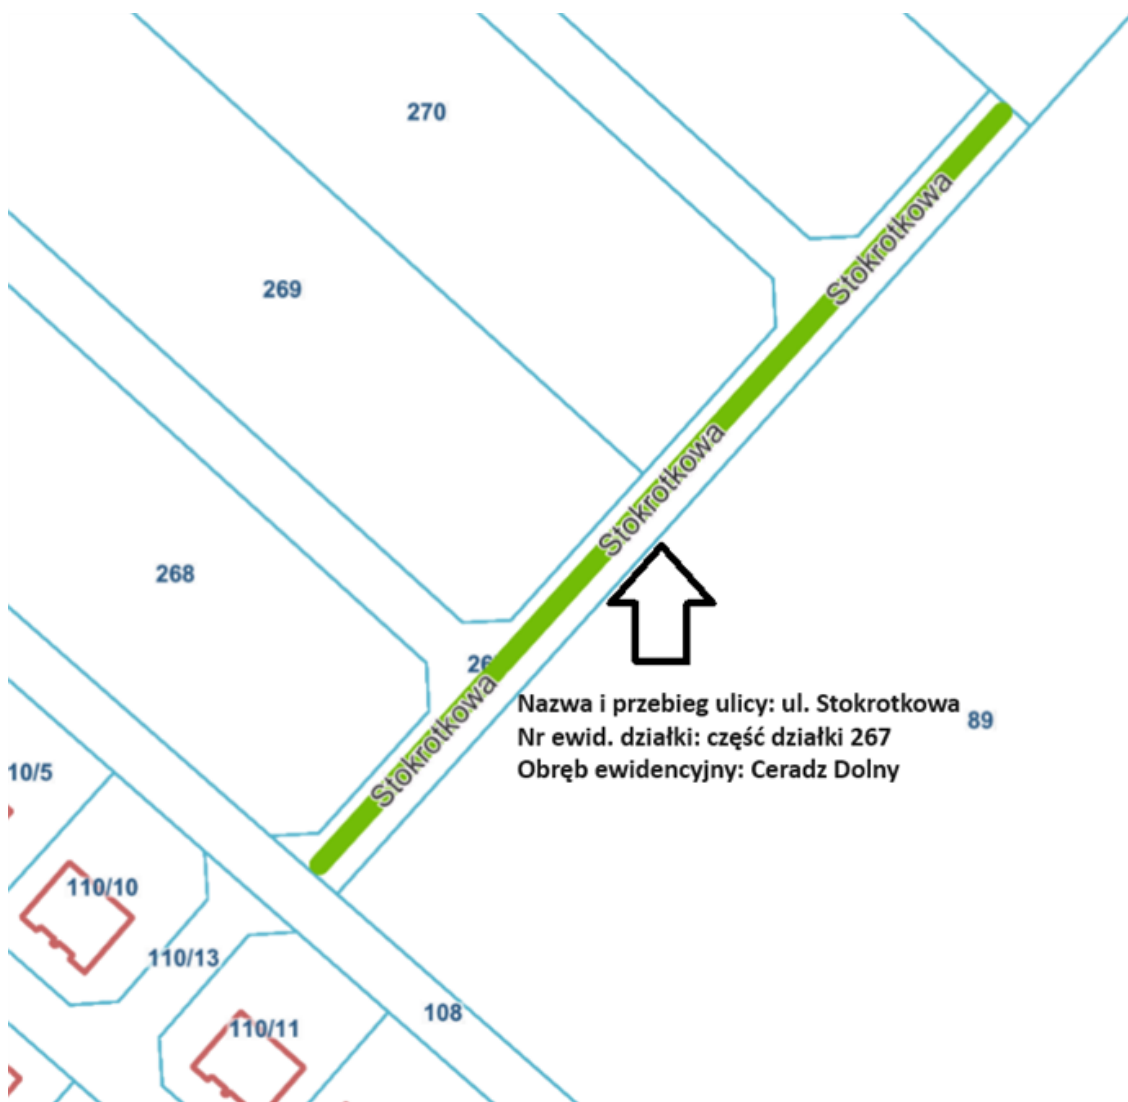 270
Stokrotkowa
269
Stokrotkowa
268
Stokrotkowa
Nazwa i przebieg ulicy: ul. Stokrotkowa
Nr ewid. działki: część działki 267
Obręb ewidencyjny: Ceradz Dolny
89
10/5
110/10
110/13
108
110/11